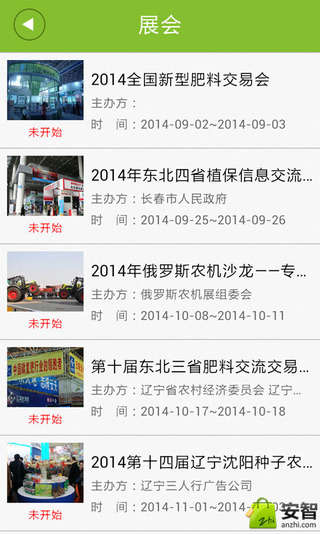 展会
2014全国新型肥料交易会
主办方：
时　间：2014-09-02~2014-09-03
未开始
2014年东北四省植保信息交流...
主办方：长春市人民政府
时　间：2014-09-25~2014-09-26
未开始
2014年俄罗斯农机沙龙——专...
主办方：俄罗斯农机展组委会
时　间：2014-10-08~2014-10-11
未开始
第十届东北三省肥料交流交易...
主办方：辽宁省农村经济委员会 辽宁...
时　间：2014-10-17~2014-10-18
未开始
2014第十四届辽宁沈阳种子农...
主办方：辽宁三人行广告公司
时　间：2014-11-01~2014-11-0
未开始
安智
anzhi.com